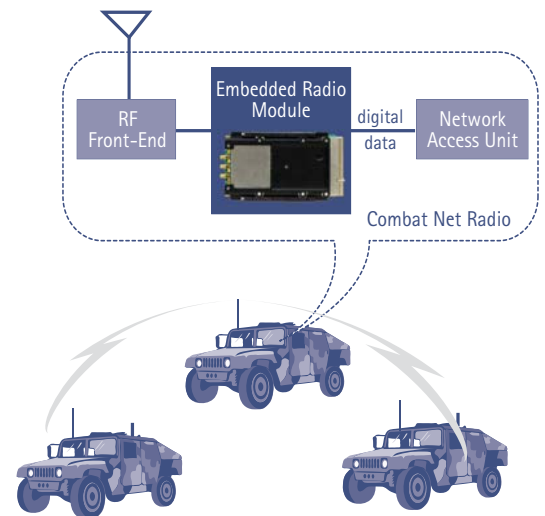 Embedded Radio
Module
RF
Front-End
digital
data
Network
Access Unit
Combat Net Radio